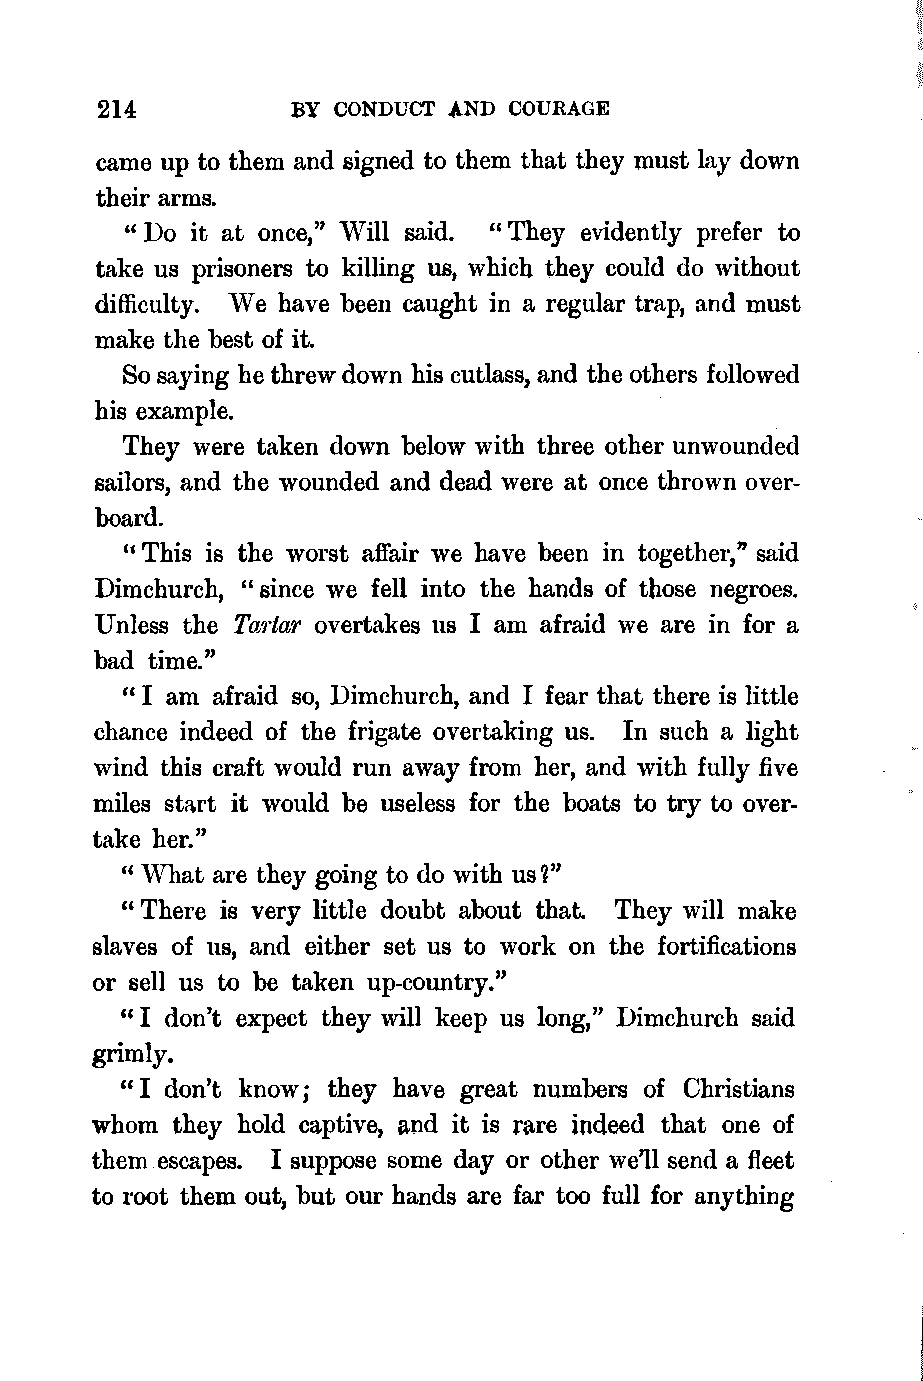 214 BY CONDUCT AND COURAGE
came up to them and signed to them that they must lay down
their arms.
"Do it at once," Will said. "They evidently prefer to
take us prisoners to killing us, which they could do without
difficulty. We have been caught in a regular trap, and must
make the best of it.
So saying he threw down his cutlass, and the others followed
his example.
They were taken down below with three other unwounded
sailors, and the wounded and dead were at once thrown over-
board.
"This is the worst affair we have been in together," said
Dimchurch, "since we fell into the hands of those negroes.
Unless the Tartar overtakes us I am afraid we are in for a
bad time."
"I am afraid so, Dimchurch, and I fear that there is little
chance indeed of the frigate overtaking us. In such a light
wind this craft would run away from her, and with fully five
miles start it would be useless for the boats to try to over-
take her."
"What are they going to do with us?"
"There is very little doubt about that. They will make
slaves of us, and either set us to work on the fortifications
or sell us to be taken up-country."
"I don't expect they will keep us long," Dimchurch said
grimly.
"I don't know; they have great numbers of Christians
whom they hold captive, and it is rare indeed that one of
them escapes. I suppose some day or other we'll send a fleet
to root them out, but our hands are far too full for anything